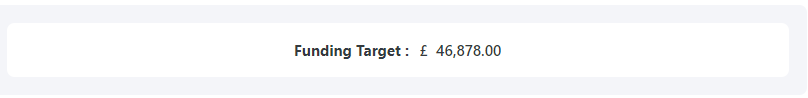 Funding Target : £ 46,878.00